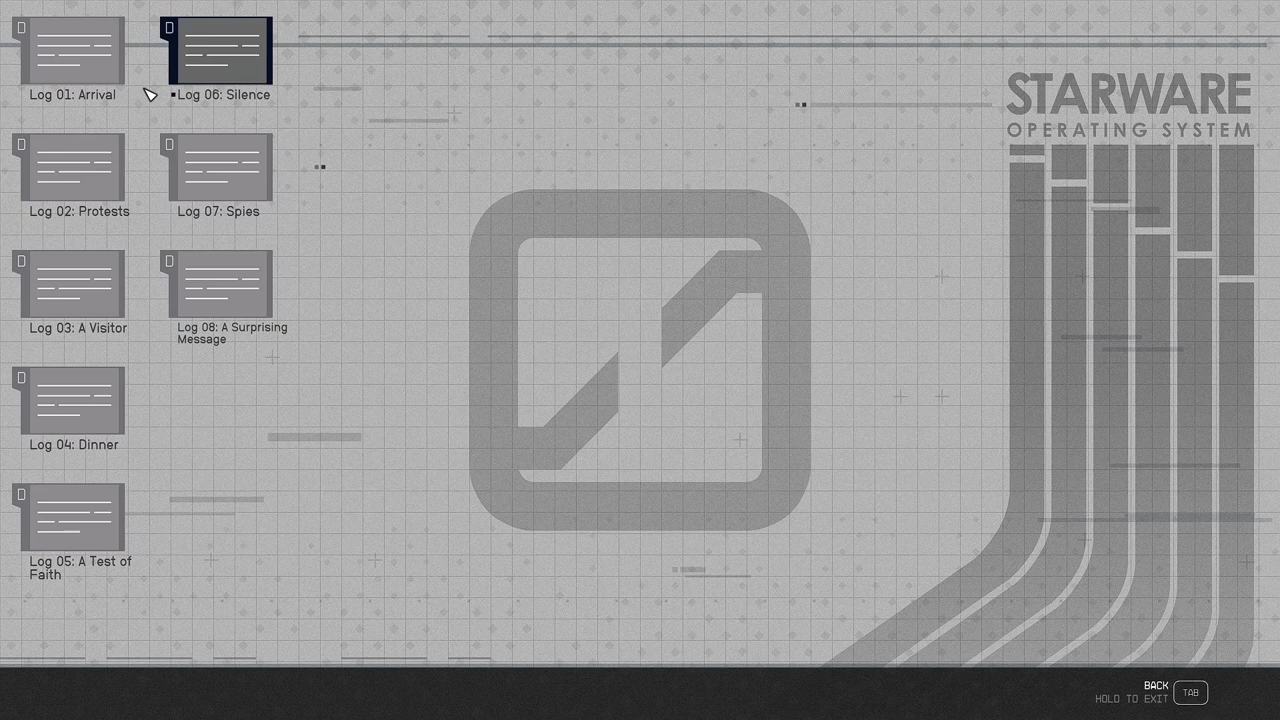 Log 01: Arrival
Log 06: Silence
Log 02: Protests
Log 07: Spies
Log 03: A Visitor
Log 08: A Surprising
Message
Log 04: Dinner
Log 05: A Test of
Faith
STARWARE
OPERATING SYSTEM
BACK
HOLD TO EXIT
TAB